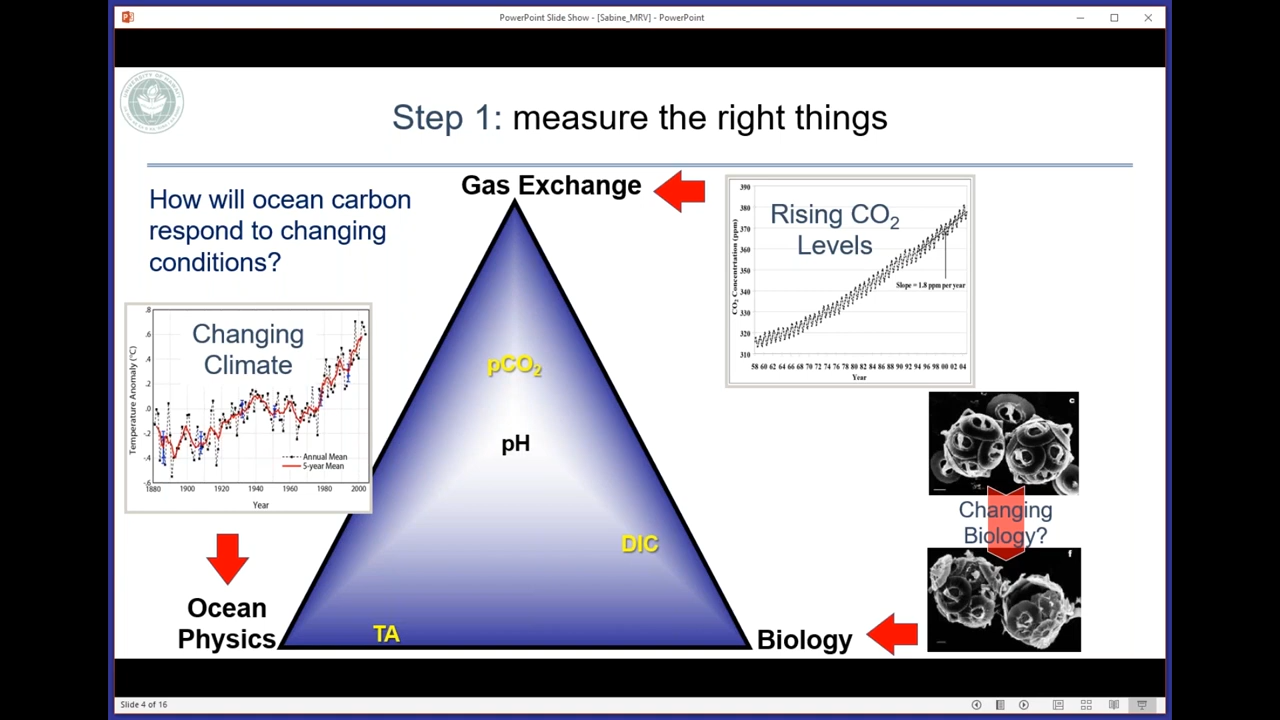 PowerPoint Slide Show - [Sabine_MRV] - PowerPoint
Step 1: measure the right things
How will ocean carbon
respond to changing
conditions?
Gas Exchange
Rising CO2
Levels
390
380
370
360
350
340
330
320
310
CO2 Concentration (ppm)
Slope = 1.8 ppm per year
58 60 62 64 66 68 70 72 74 76 78 80 82 84 86 88 90 92 94 96 98 00 02 04
Year
Changing
Climate
.8
.6
.4
.2
.0
-.2
-.4
-.6
Temperature Anomaly (°C)
Annual Mean
5-year Mean
1880 1900 1920 1940 1960 1980 2000
Year
pCO2
pH
DIC
TA
c
Changing
Biology?
f
Ocean
Physics
Biology
Slide 4 of 16